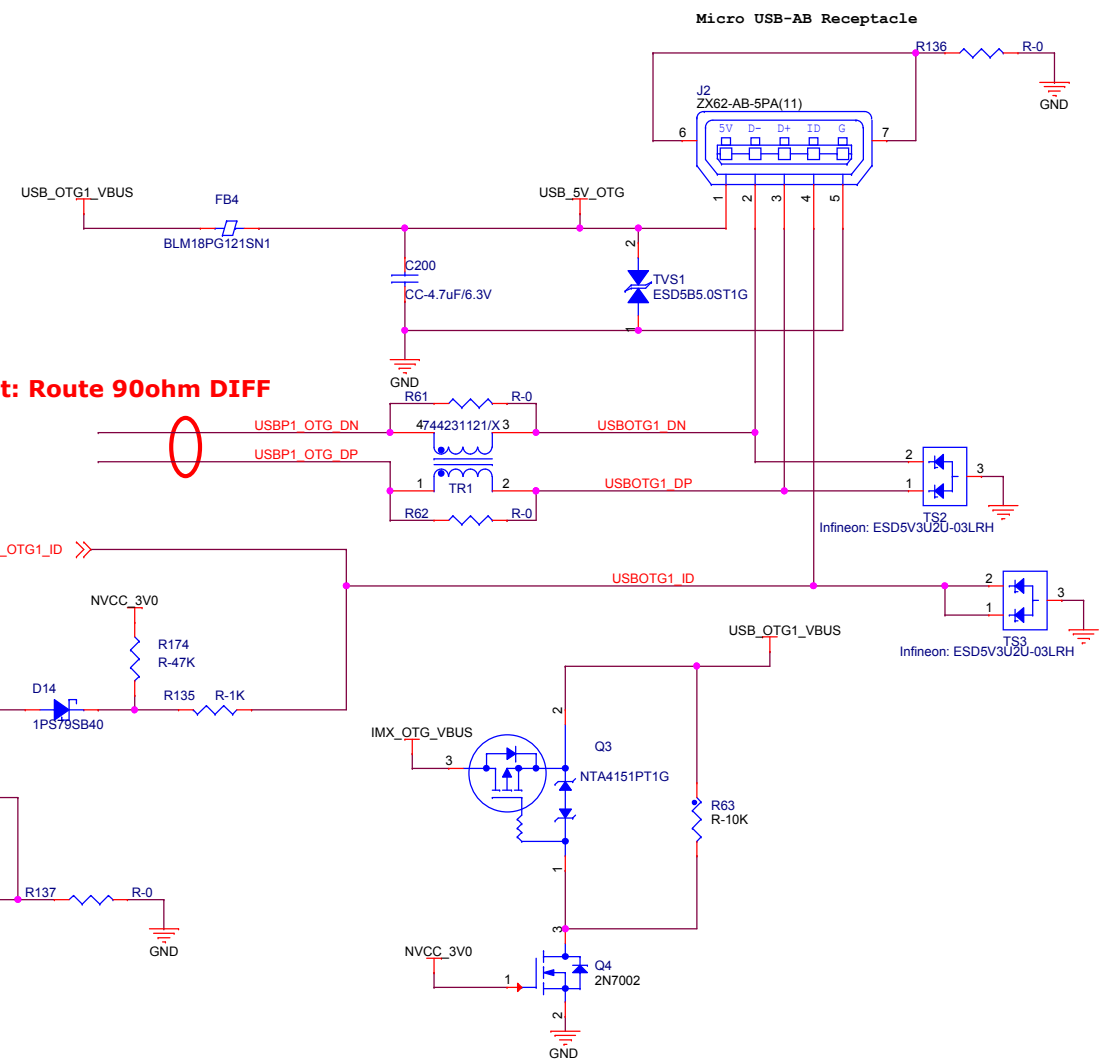 Micro USB-AB Receptacle
R136 R-0
GND
J2
ZX62-AB-5PA(11)
5V D- D+ ID G
6 7
1 2 3 4 5
USB_OTG1_VBUS
FB4
BLM18PG121SN1
USB_5V_OTG
C200
CC-4.7uF/6.3V
2
TVS1
ESD5B5.0ST1G
1
GND
t: Route 90ohm DIFF
R61 R-0
USBP1_OTG_DN
4 744231121/X 3
USBOTG1_DN
USBP1_OTG_DP
1 TR1 2
USBOTG1_DP
R62 R-0
2
1
3
TS2
Infineon: ESD5V3U2U-03LRH
_OTG1_ID
USBOTG1_ID
2
1
3
TS3
Infineon: ESD5V3U2U-03LRH
NVCC_3V0
R174
R-47K
D14
1PS79SB40
R135 R-1K
USB_OTG1_VBUS
IMX_OTG_VBUS
3
2
Q3
NTA4151PT1G
1
R63
R-10K
R137 R-0
GND
NVCC_3V0
3
1
Q4
2N7002
2
GND